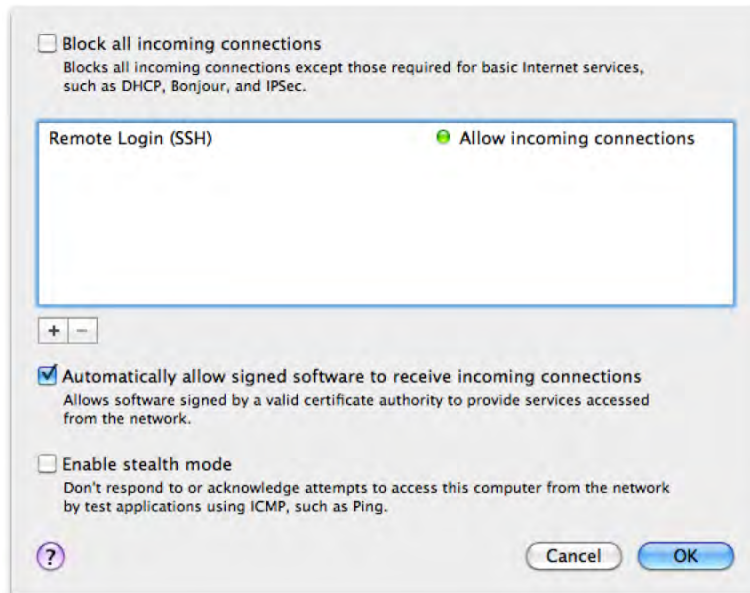 Block all incoming connections
Blocks all incoming connections except those required for basic Internet services,
such as DHCP, Bonjour, and IPSec.
Remote Login (SSH) Allow incoming connections
+ −
Automatically allow signed software to receive incoming connections
Allows software signed by a valid certificate authority to provide services accessed
from the network.
Enable stealth mode
Don't respond to or acknowledge attempts to access this computer from the network
by test applications using ICMP, such as Ping.
? Cancel OK